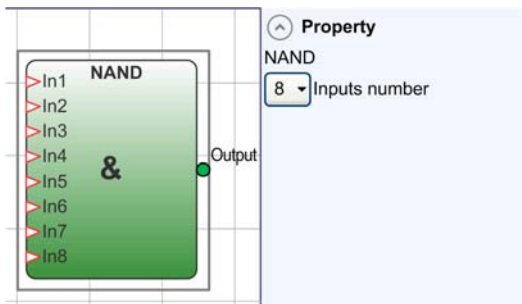 NAND
In1
In2
In3
In4
In5
In6
In7
In8
&
Output
Property
NAND
8 Inputs number